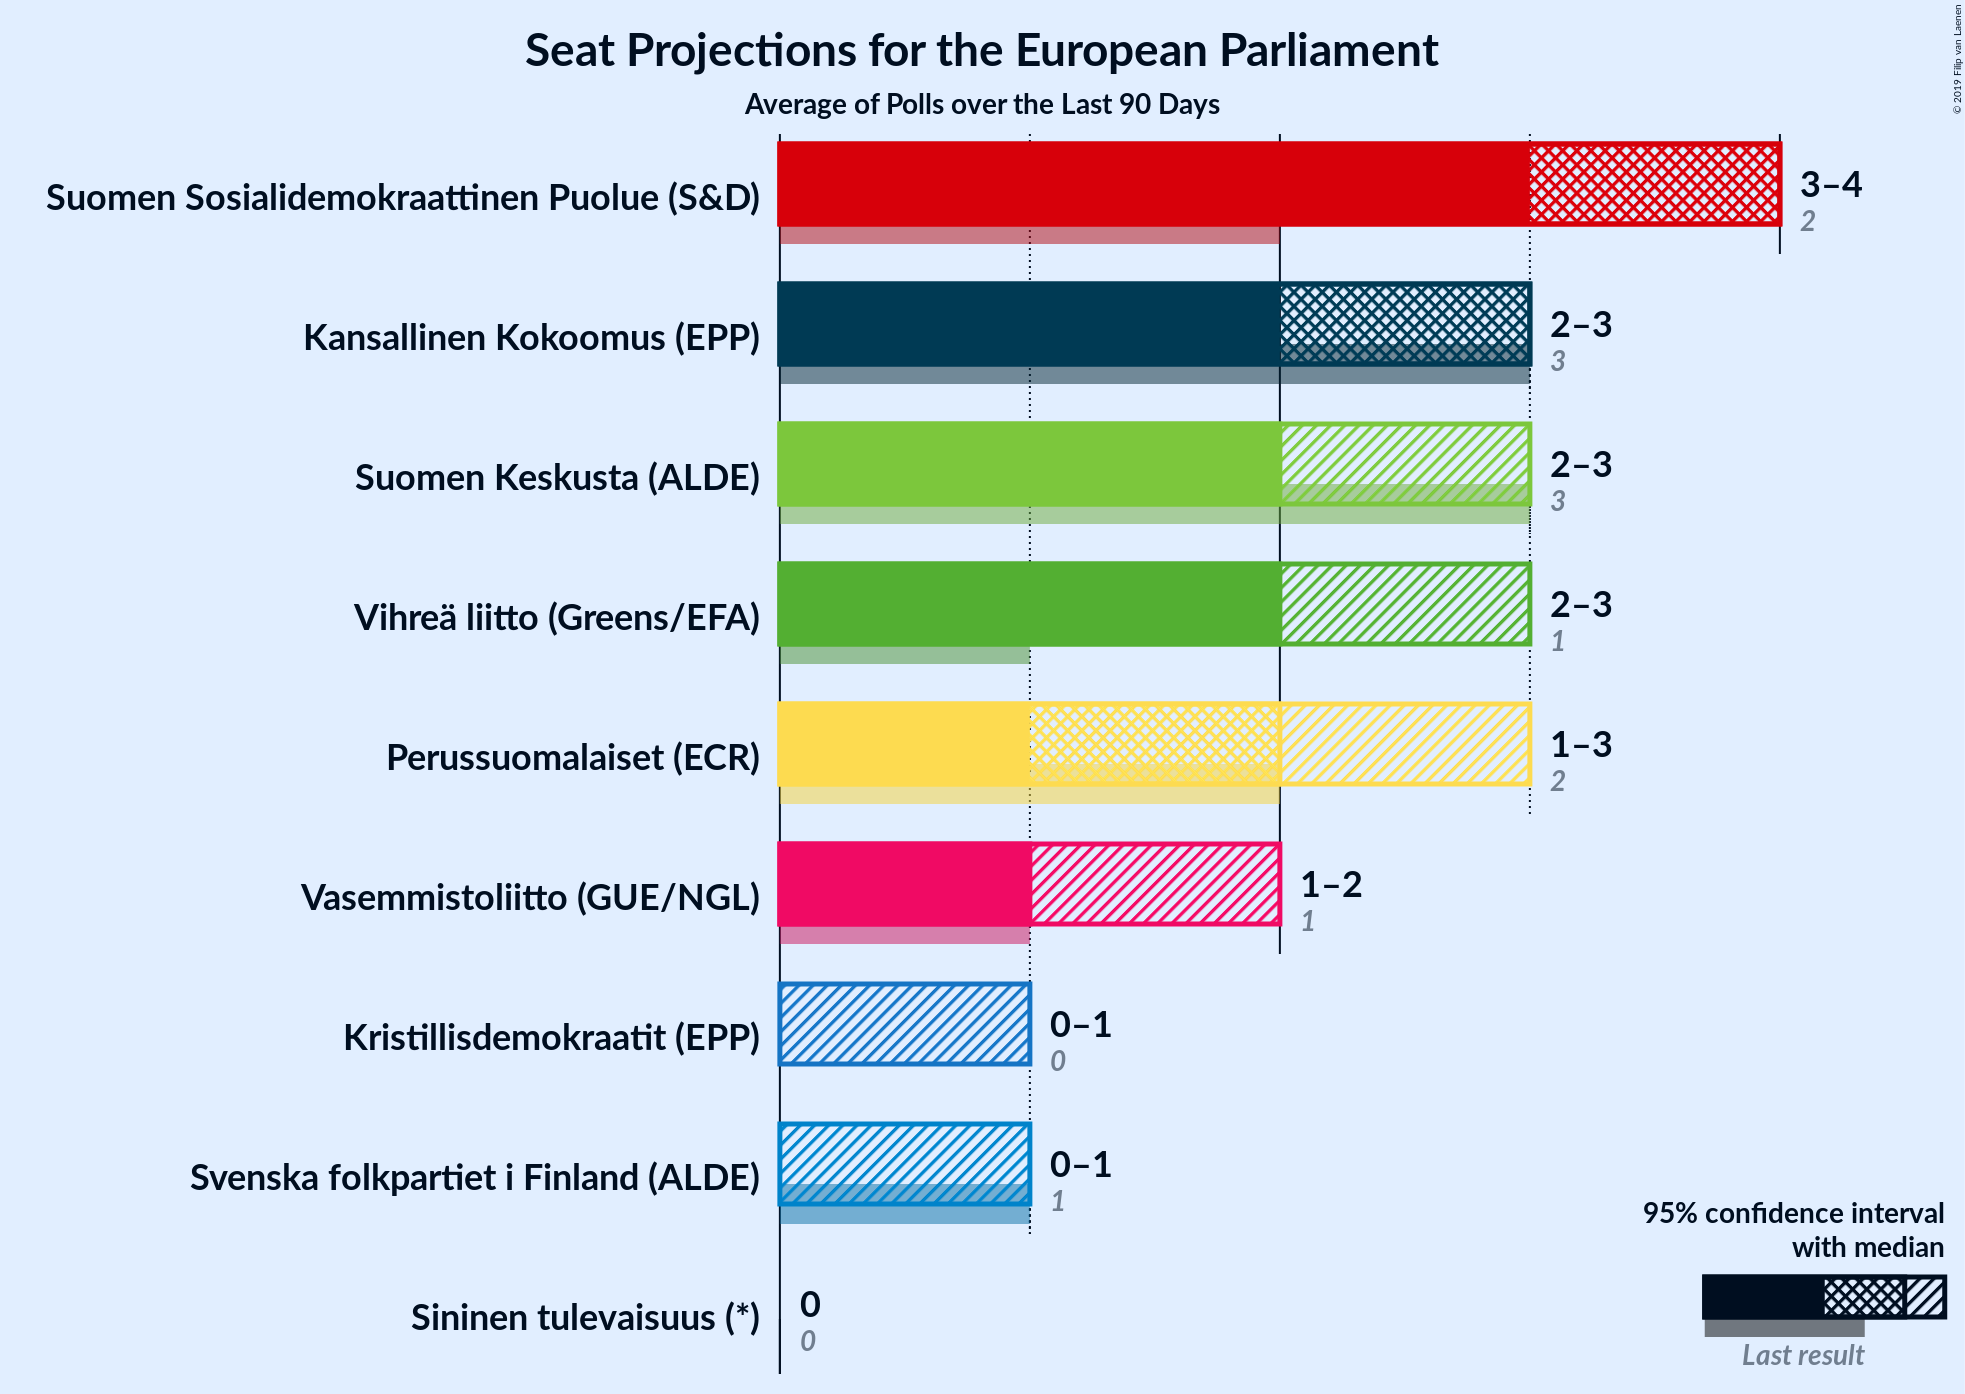 Seat Projections for the European Parliament
Average of Polls over the Last 90 Days
© 2019 Filip van Laenen
Suomen Sosialidemokraattinen Puolue (S&D)
3–4
2
Kansallinen Kokoomus (EPP)
2–3
3
Suomen Keskusta (ALDE)
2–3
3
Vihreä liitto (Greens/EFA)
2–3
1
Perussuomalaiset (ECR)
1–3
2
Vasemmistoliitto (GUE/NGL)
1–2
1
Kristillisdemokraatit (EPP)
0–1
0
Svenska folkpartiet i Finland (ALDE)
0–1
1
Sininen tulevaisuus (*)
0
0
95% confidence interval
with median
Last result